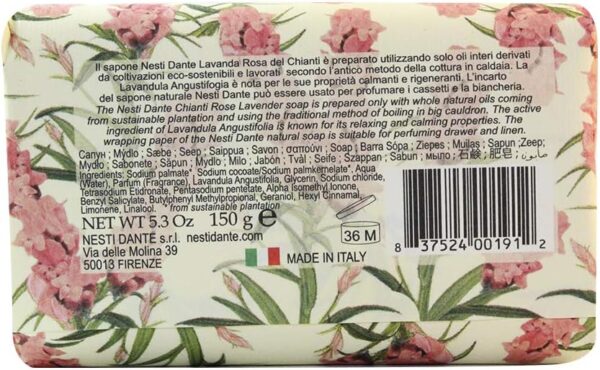 Il sapone Nesti Dante Lavanda Rosa del Chianti è preparato utilizzando solo oli interi derivati
da coltivazioni eco-sostenibili e lavorati secondo l'antico metodo della cottura in caldaia. La
Lavandula Angustifogia è nota per le sue proprietà calmanti e rigeneranti. L'incarto
del sapone naturale Nesti Dante può essere usato per profumare i cassetti e la biancheria.
The Nesti Dante Chianti Rose Lavender soap is prepared only with whole natural oils coming
from sustainable plantation and using the traditional method of boiling in big cauldron. The active
ingredient of Lavandula Angustifolia is known for its relaxing and calming properties. The
wrapping paper of the Nesti Dante natural soap is suitable for perfuming drawer and linen.
Сапун ; Mýdlo ; Sæbe ; Seep ; Saippua ; Savon ; σαπούνι ; Soap ; Barra Sópa ; Ziepes ; Muilas ; Sapun ;Zeep;
Mydło ; Sabonete ; Săpun ; Mydlo ; Milo ; Jabón ; Tvål ; Seife ; Szappan ; Sabun ; мыло ; 石鹸 ; 肥皂 ; صابون ;
Ingredients: Sodium palmate*, Sodium cocoate/Sodium palmkernelate*, Aqua
(Water), Parfum (Fragrance), Lavandula Angustifolia, Glycerin, Sodium chloride,
Tetrasodium Etidronate, Pentasodium pentetate, Alpha Isomethyl Ionone,
Benzyl Salicylate, Butylphenyl Methylpropional, Geraniol, Hexyl Cinnamal,
Limonene, Linalool. *from sustainable plantation
NET WT 5.3 Oz 150 g e
NESTI DANTE s.r.l. nestidante.com
Via delle Molina 39
50013 FIRENZE
MADE IN ITALY
36 M
8 37524 00191 2